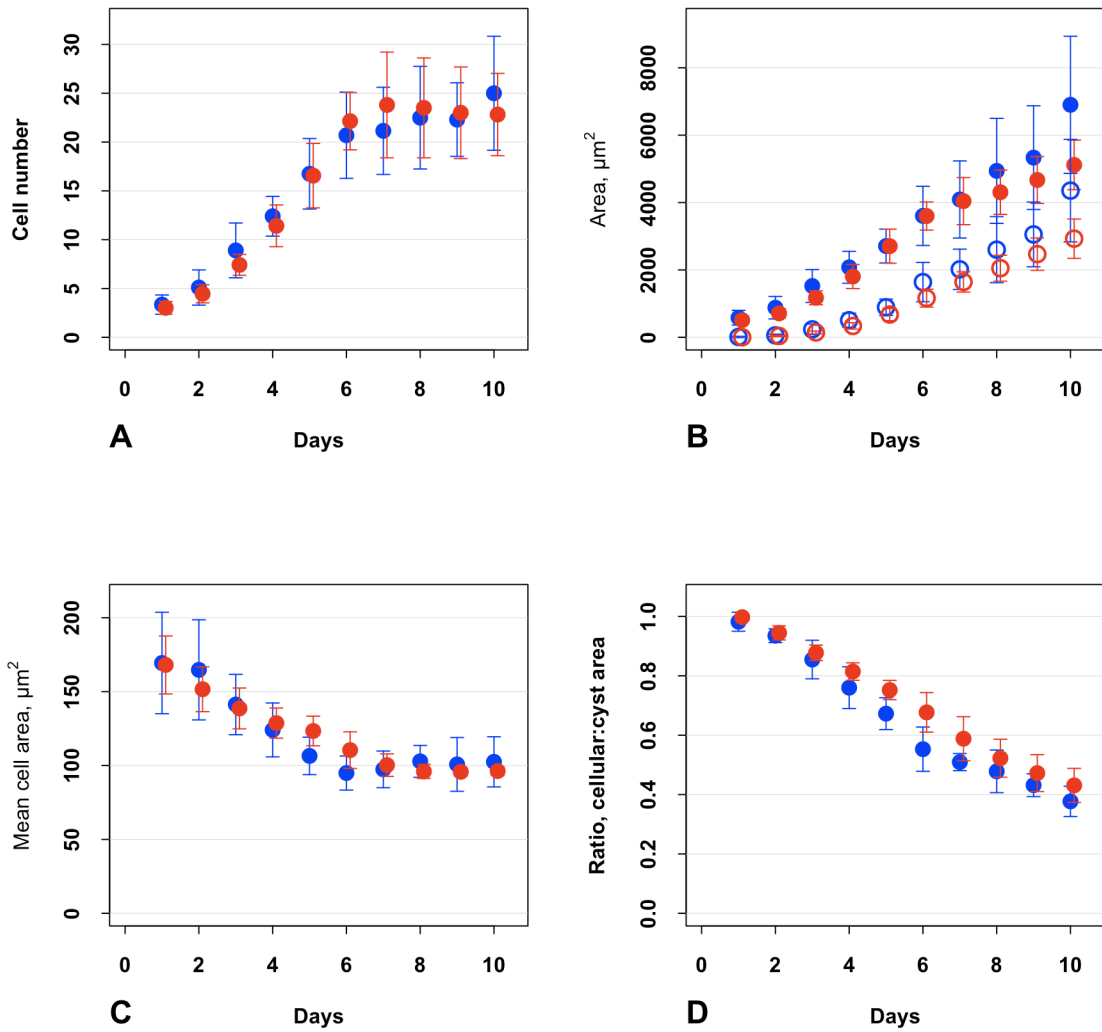 Cell number
30
25
20
15
10
5
0
0 2 4 6 8 10
A Days
Area, µm²
8000
6000
4000
2000
0
0 2 4 6 8 10
B Days
Mean cell area, µm²
200
150
100
50
0
0 2 4 6 8 10
C Days
Ratio, cellular:cyst area
1.0
0.8
0.6
0.4
0.2
0.0
0 2 4 6 8 10
D Days